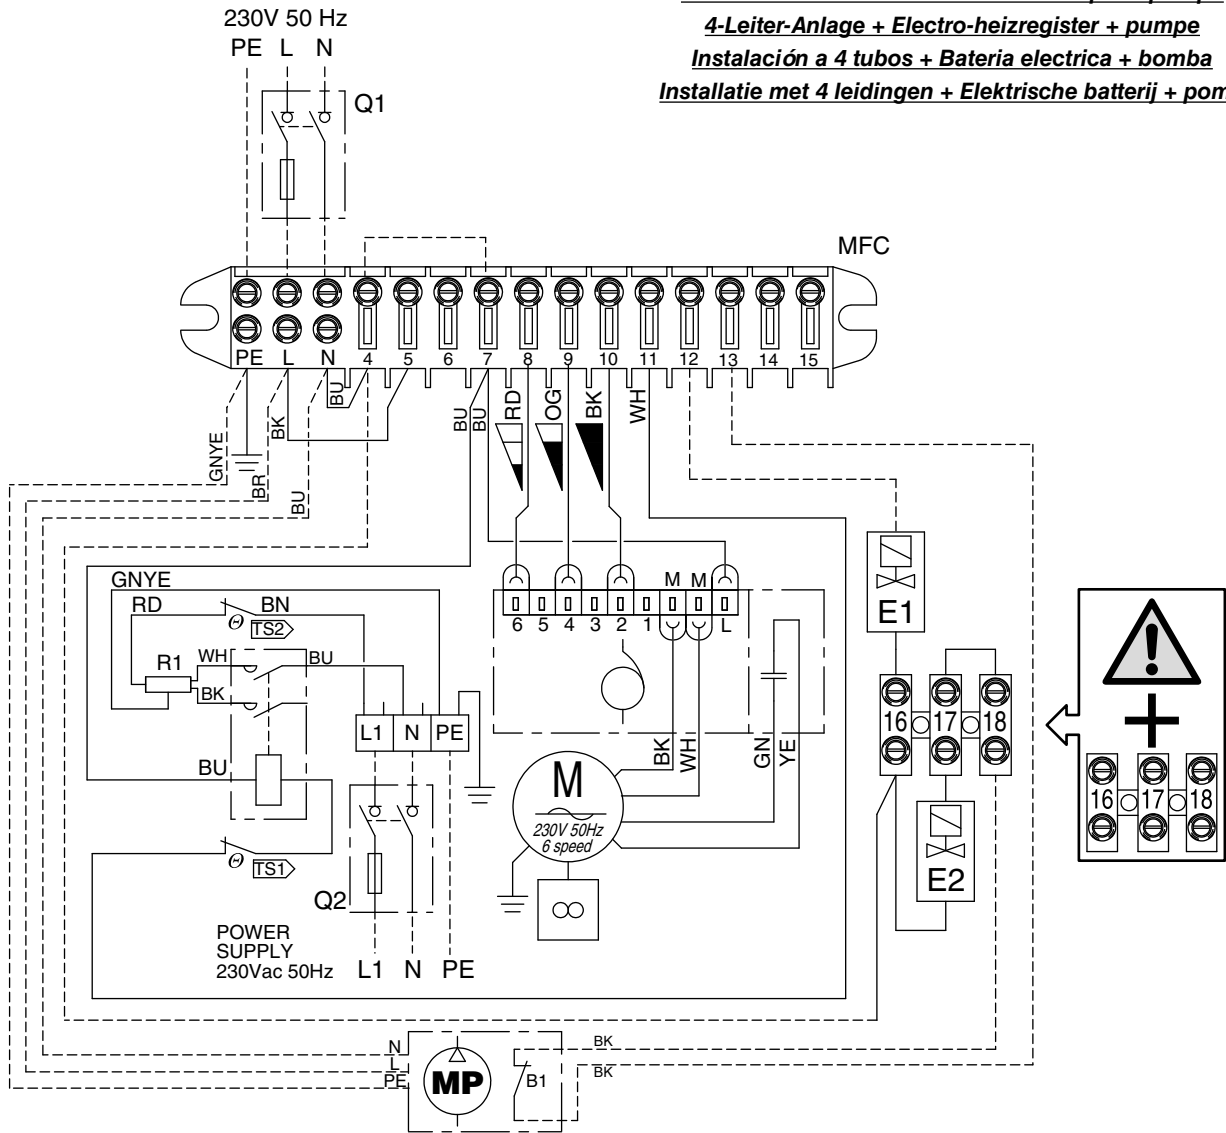 230V 50 Hz
PE L N
Q1
4-Leiter-Anlage + Electro-heizregister + pumpe
Instalación a 4 tubos + Bateria electrica + bomba
Installatie met 4 leidingen + Elektrische batterij + pom
MFC
PE L N 4 5 6 7 8 9 10 11 12 13 14 15
GNYE
BR
BK
BU
BU
BU
BU
RD
OG
BK
WH
GNYE
RD
BN
TS2
R1
WH
BU
BK
BU
TS1
L1 N PE
Q2
POWER
SUPPLY
230Vac 50Hz
L1 N PE
M M
6 5 4 3 2 1 L
BK
WH
GN
YE
M
230V 50Hz
6 speed
E1
16 17 18
E2
16 17 18
N
L
PE
MP
B1
BK
BK